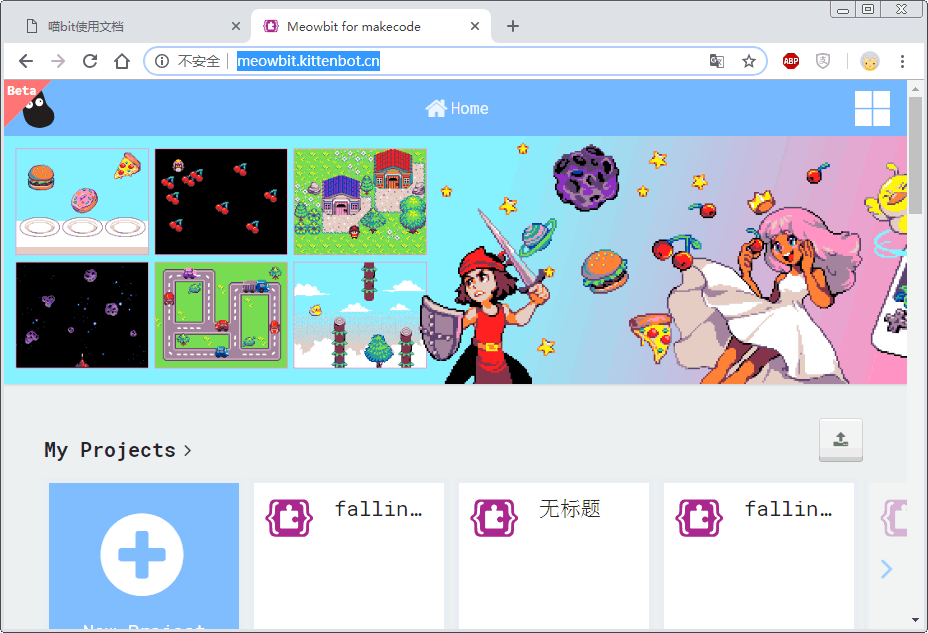 喵bit使用文档
Meowbit for makecode
不安全
meowbit.kittenbot.cn
ABP
支
Beta
Home
My Projects
fallin…
无标题
fallin…
New Project